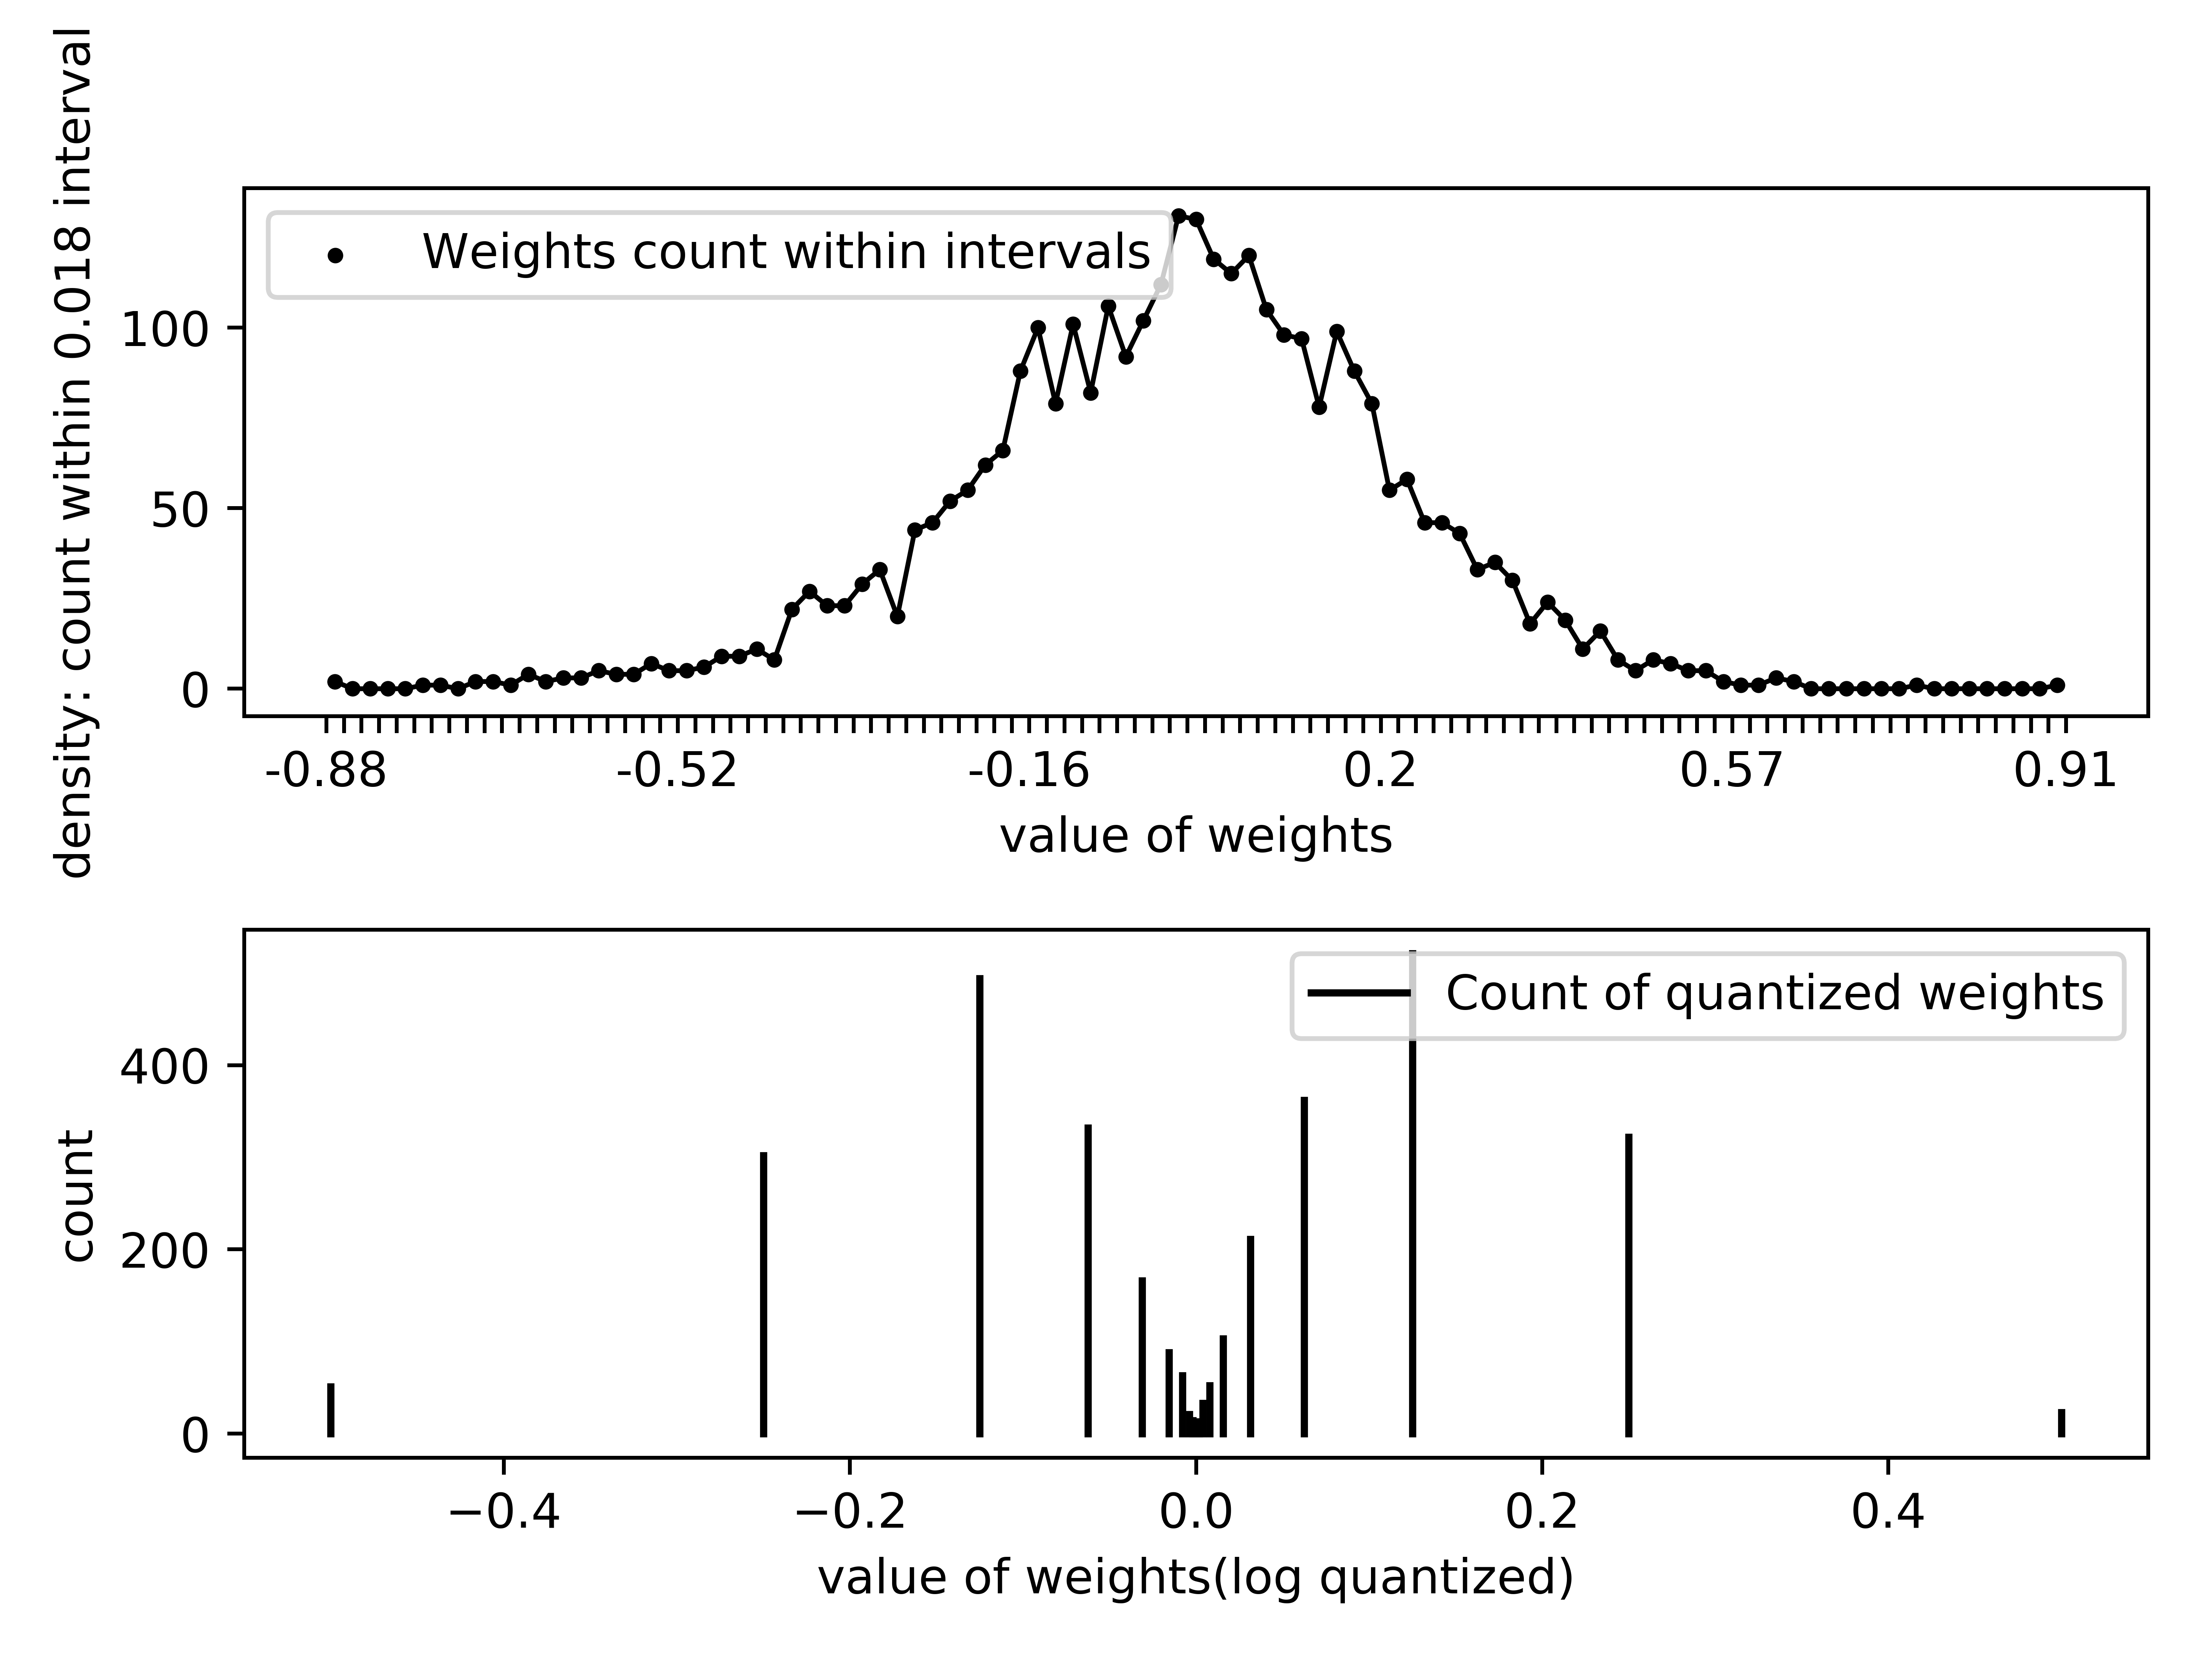 density: count within 0.018 interval
Weights count within intervals
100
50
0
-0.88 -0.52 -0.16 0.2 0.57 0.91
value of weights
count
Count of quantized weights
400
200
0
−0.4 −0.2 0.0 0.2 0.4
value of weights(log quantized)